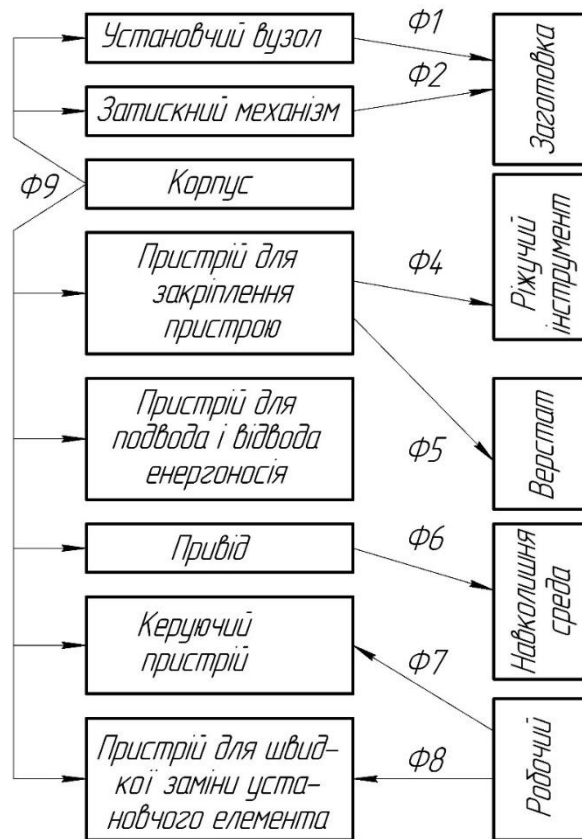 Установчий вузол
Затискний механізм
Корпус
Пристрій для
закріплення
пристрою
Пристрій для
подвода і відвода
енергоносія
Привід
Керуючий
пристрій
Пристрій для швид-
кої заміни уста-
новчого елемента
Ф9
Ф1
Ф2
Ф4
Ф5
Ф6
Ф7
Ф8
Заготовка
Ріжучий
інструмент
Верстат
Навколишня
среда
Робочий